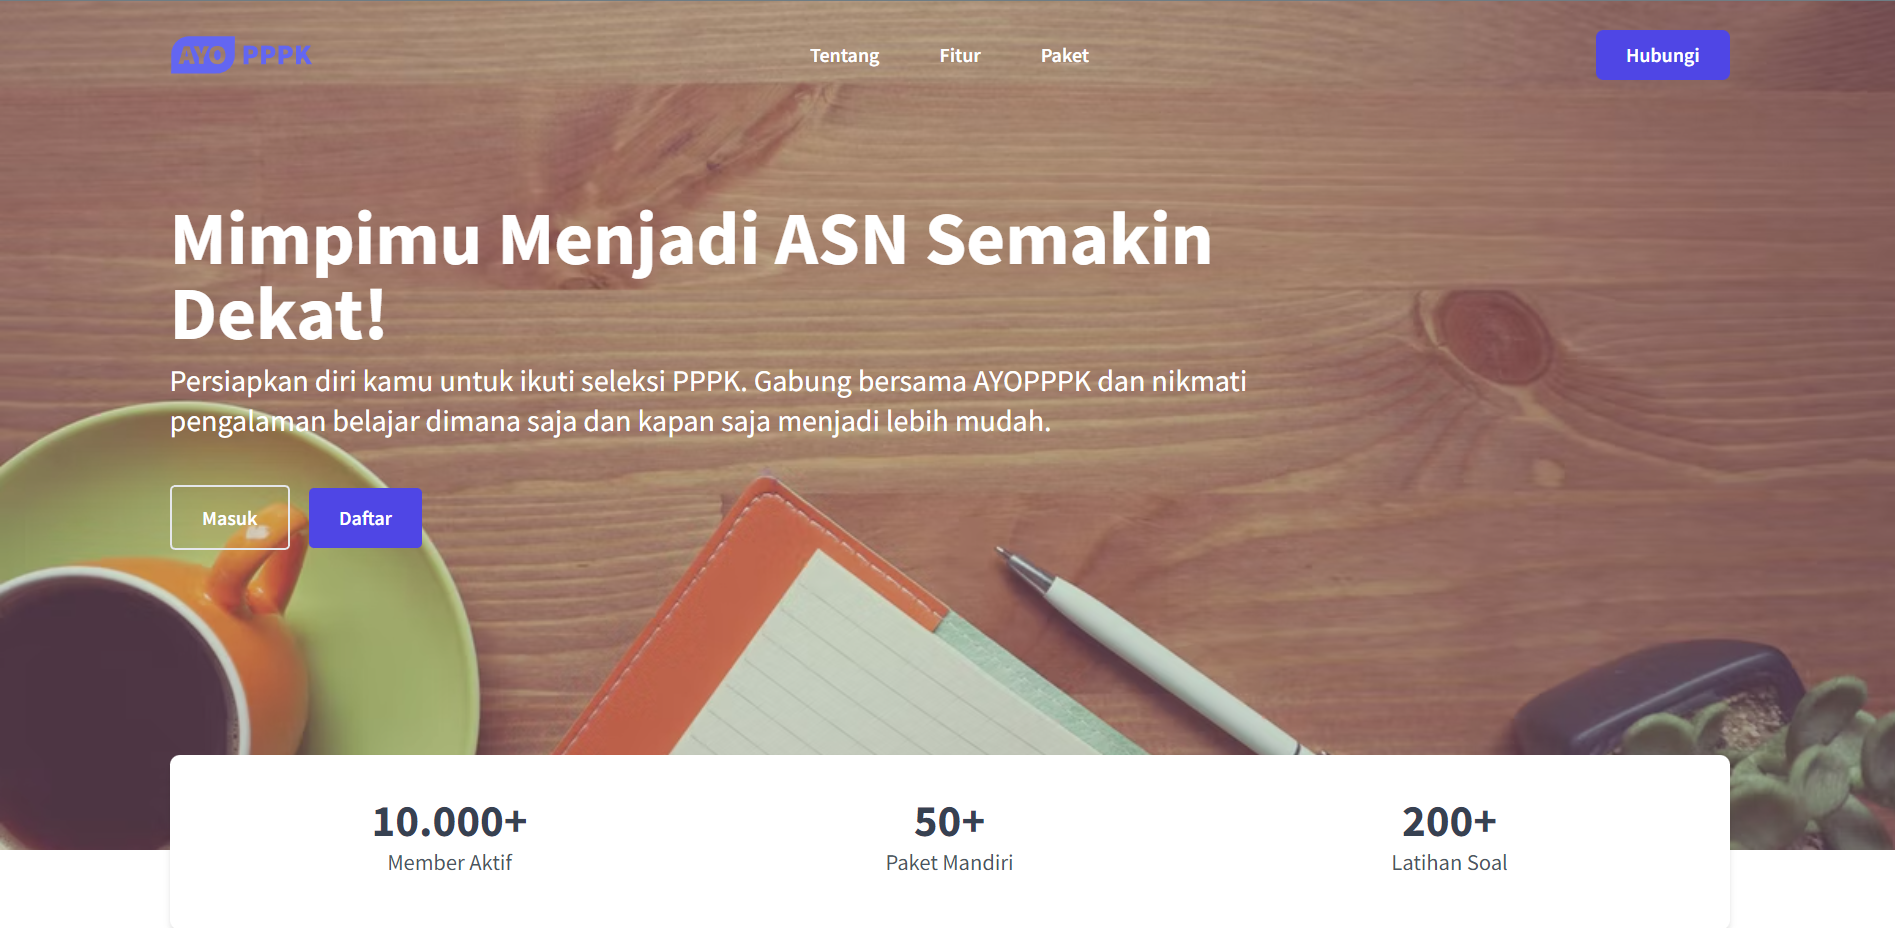 AYO PPPK
Tentang
Fitur
Paket
Hubungi
Mimpimu Menjadi ASN Semakin
Dekat!
Persiapkan diri kamu untuk ikuti seleksi PPPK. Gabung bersama AYOPPPK dan nikmati
pengalaman belajar dimana saja dan kapan saja menjadi lebih mudah.
Masuk
Daftar
10.000+
Member Aktif
50+
Paket Mandiri
200+
Latihan Soal